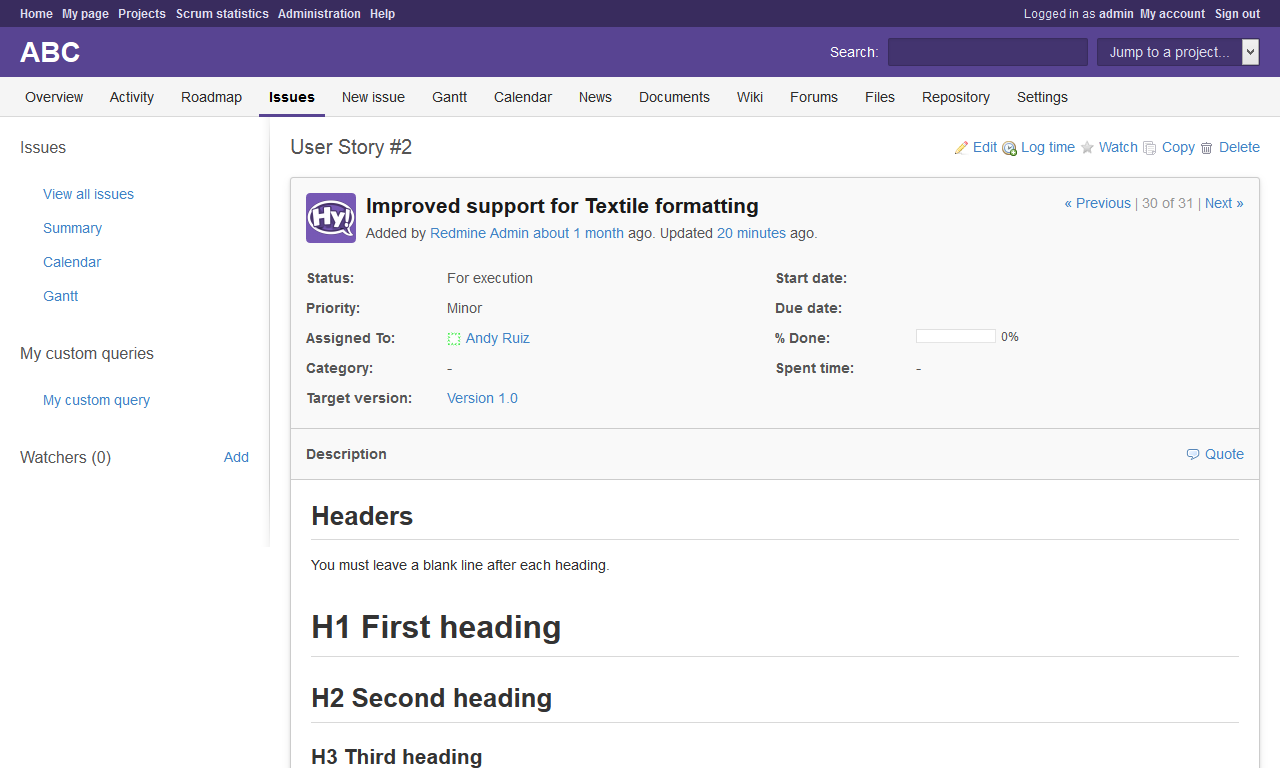 Home My page Projects Scrum statistics Administration Help Logged in as admin My account Sign out
ABC Search: Jump to a project...
Overview Activity Roadmap Issues New issue Gantt Calendar News Documents Wiki Forums Files Repository Settings
Issues
View all issues
Summary
Calendar
Gantt
My custom queries
My custom query
Watchers (0) Add
User Story #2 Edit Log time Watch Copy Delete
Hy!
Improved support for Textile formatting « Previous | 30 of 31 | Next »
Added by Redmine Admin about 1 month ago. Updated 20 minutes ago.
Status: For execution Start date:
Priority: Minor Due date:
Assigned To: Andy Ruiz % Done: 0%
Category: - Spent time: -
Target version: Version 1.0
Description Quote
Headers
You must leave a blank line after each heading.
H1 First heading
H2 Second heading
H3 Third heading